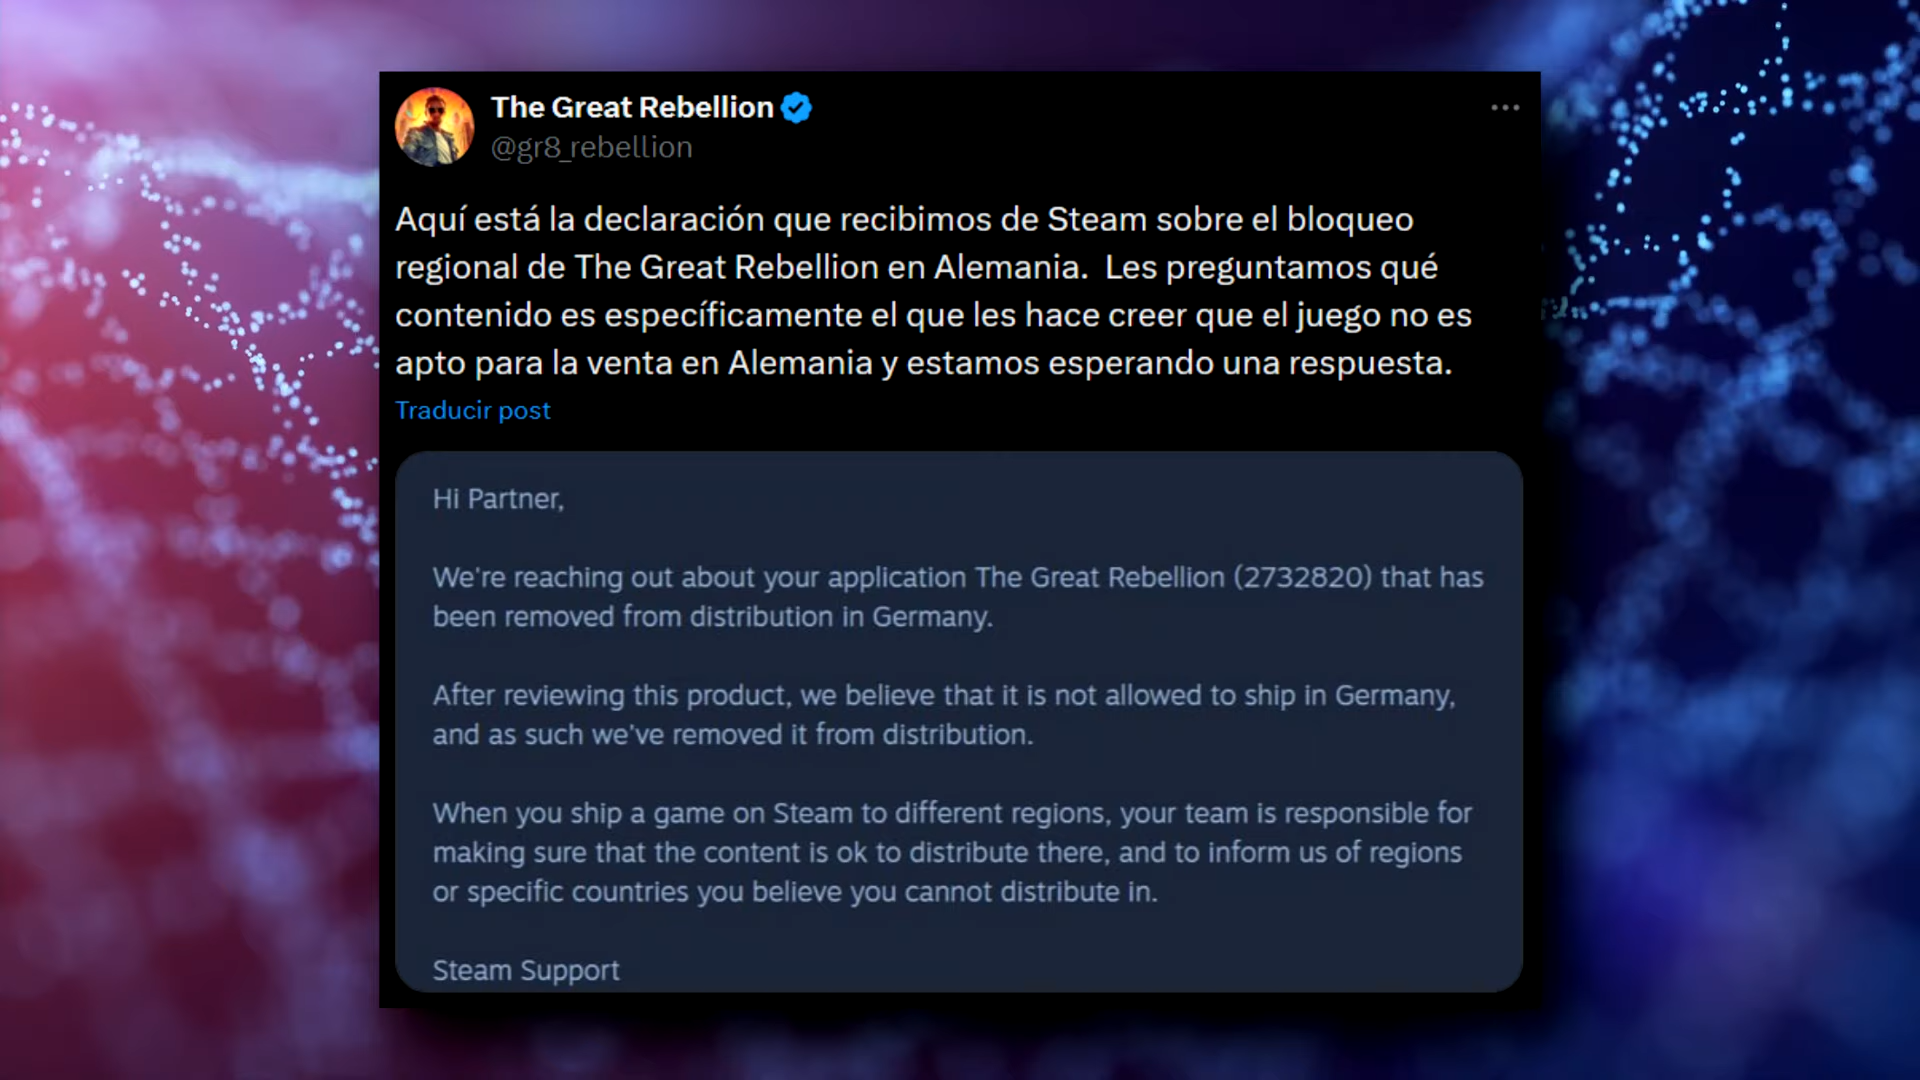 The Great Rebellion
@gr8_rebellion
Aquí está la declaración que recibimos de Steam sobre el bloqueo
regional de The Great Rebellion en Alemania.  Les preguntamos qué
contenido es específicamente el que les hace creer que el juego no es
apto para la venta en Alemania y estamos esperando una respuesta.
Traducir post
Hi Partner,
We're reaching out about your application The Great Rebellion (2732820) that has
been removed from distribution in Germany.
After reviewing this product, we believe that it is not allowed to ship in Germany,
and as such we've removed it from distribution.
When you ship a game on Steam to different regions, your team is responsible for
making sure that the content is ok to distribute there, and to inform us of regions
or specific countries you believe you cannot distribute in.
Steam Support